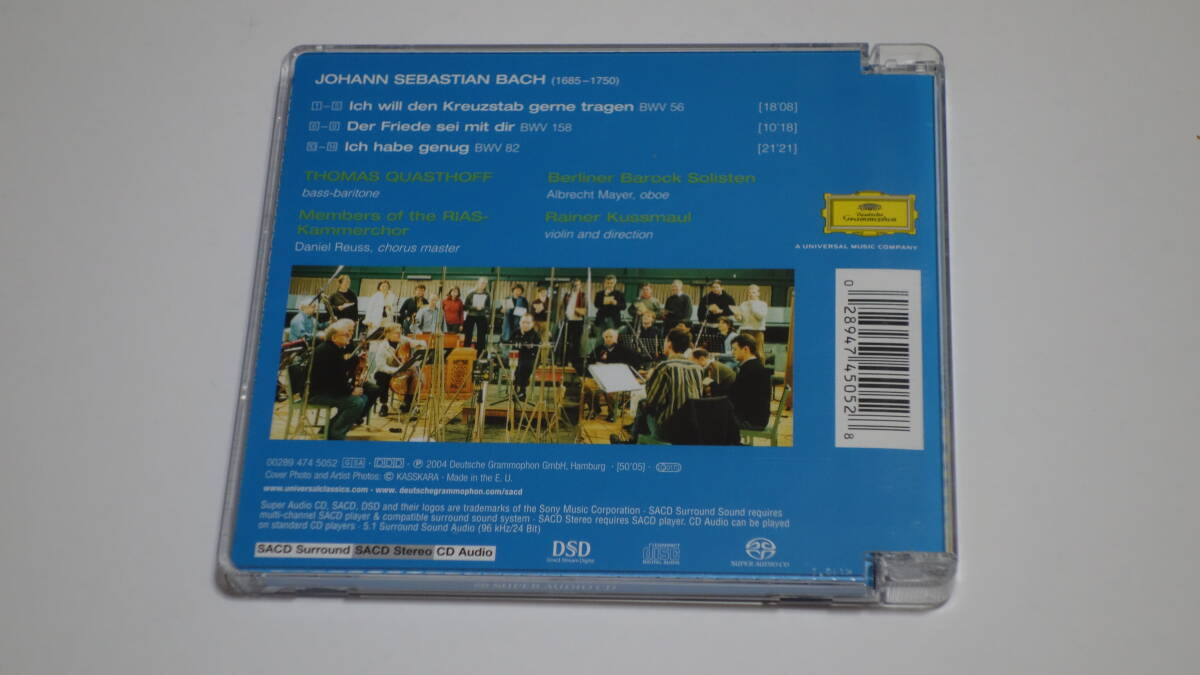 JOHANN SEBASTIAN BACH (1685–1750)
Ich will den Kreuzstab gerne tragen BWV 56 [18'08]
Der Friede sei mit dir BWV 158 [10'18]
Ich habe genug BWV 82 [21'21]
THOMAS QUASTHOFF
bass-baritone
Members of the RIAS-
Kammerchor
Daniel Reuss, chorus master
Berliner Barock Solisten
Albrecht Mayer, oboe
Rainer Kussmaul
violin and direction
Deutsche
Grammophon
A UNIVERSAL MUSIC COMPANY
0 28947 45052 8
00289 474 5052 GSA · DDD · ℗ 2004 Deutsche Grammophon GmbH, Hamburg · [50'05] ·
Cover Photo and Artist Photos: © KASSKARA · Made in the E. U.
www.universalclassics.com · www.deutschegrammophon.com/sacd
Super Audio CD, SACD, DSD and their logos are trademarks of the Sony Music Corporation · SACD Surround Sound requires
multi-channel SACD player & compatible surround sound system · SACD Stereo requires SACD player. CD Audio can be played
on standard CD players · 5.1 Surround Sound Audio (96 kHz/24 Bit)
SACD Surround SACD Stereo CD Audio
DSD
Direct Stream Digital
COMPACT
disc
DIGITAL AUDIO
SUPER AUDIO CD
SUPER AUDIO CD